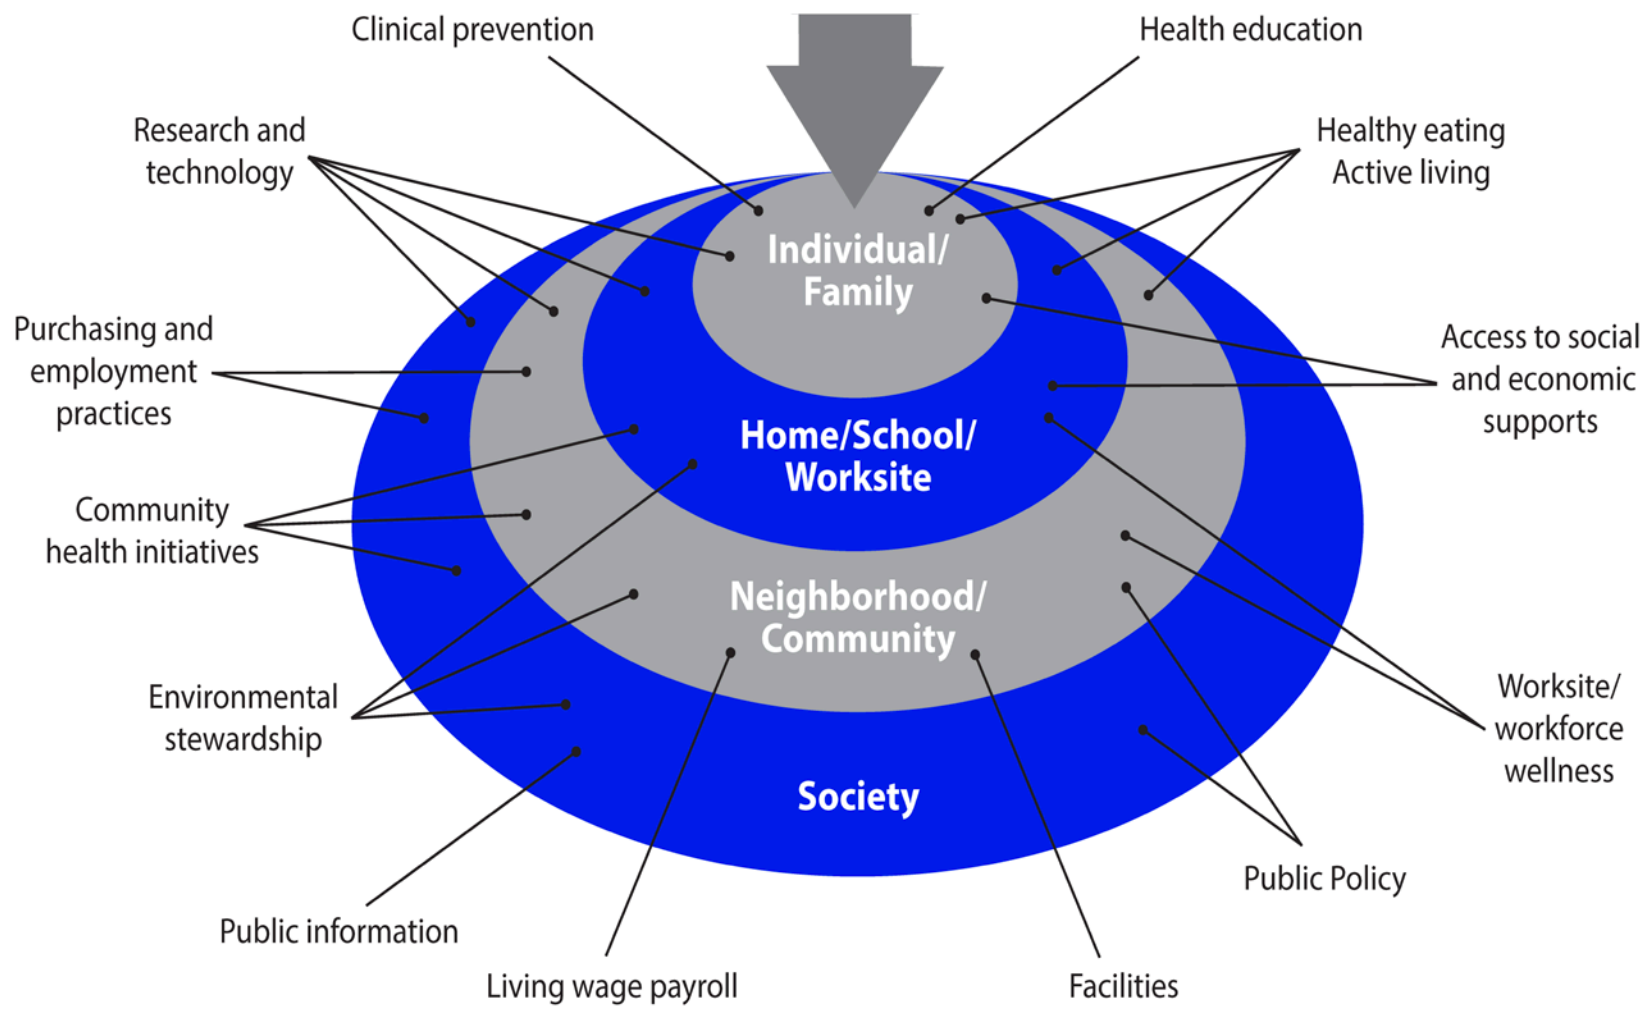 Clinical prevention
Health education
Research and
technology
Healthy eating
Active living
Individual/
Family
Purchasing and
employment
practices
Access to social
and economic
supports
Home/School/
Worksite
Community
health initiatives
Neighborhood/
Community
Environmental
stewardship
Worksite/
workforce
wellness
Society
Public Policy
Public information
Living wage payroll
Facilities